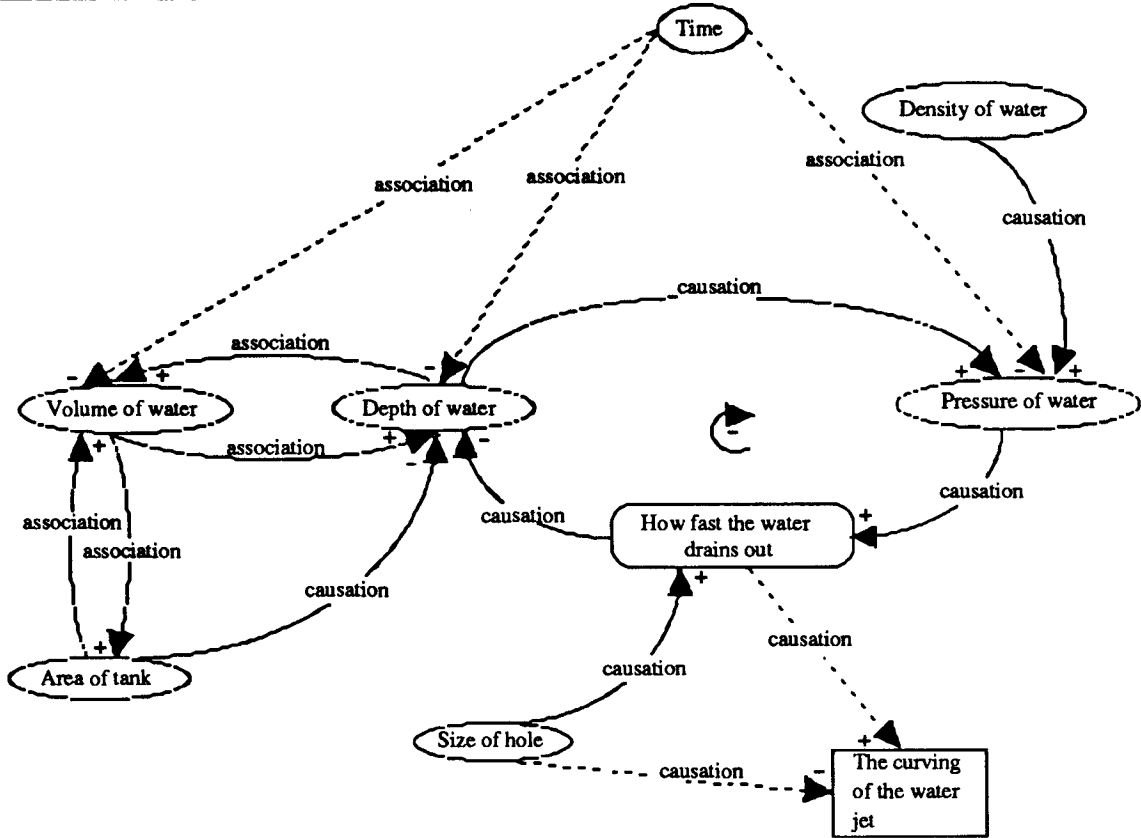 Time
Density of water
association
association
association
causation
causation
association
- + - + - +
Volume of water
Depth of water
Pressure of water
-
+
association
+ -
-
causation
association
association
causation
+
How fast the water
drains out
+
causation
causation
+
Area of tank
causation
Size of hole
+
causation
-
The curving
of the water
jet